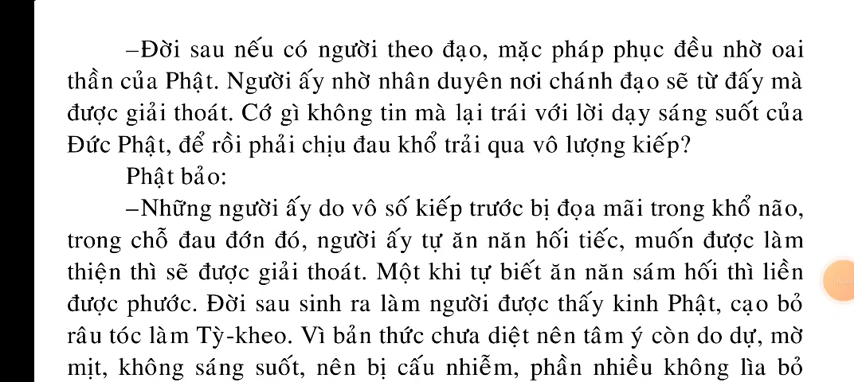 –Đời sau nếu có người theo đạo, mặc pháp phục đều nhờ oai
thần của Phật. Người ấy nhờ nhân duyên nơi chánh đạo sẽ từ đấy mà
được giải thoát. Cớ gì không tin mà lại trái với lời dạy sáng suốt của
Đức Phật, để rồi phải chịu đau khổ trải qua vô lượng kiếp?
Phật bảo:
–Những người ấy do vô số kiếp trước bị đọa mãi trong khổ não,
trong chỗ đau đớn đó, người ấy tự ăn năn hối tiếc, muốn được làm
thiện thì sẽ được giải thoát. Một khi tự biết ăn năn sám hối thì liền
được phước. Đời sau sinh ra làm người được thấy kinh Phật, cạo bỏ
râu tóc làm Tỳ-kheo. Vì bản thức chưa diệt nên tâm ý còn do dự, mờ
mịt, không sáng suốt, nên bị cấu nhiễm, phần nhiều không lìa bỏ